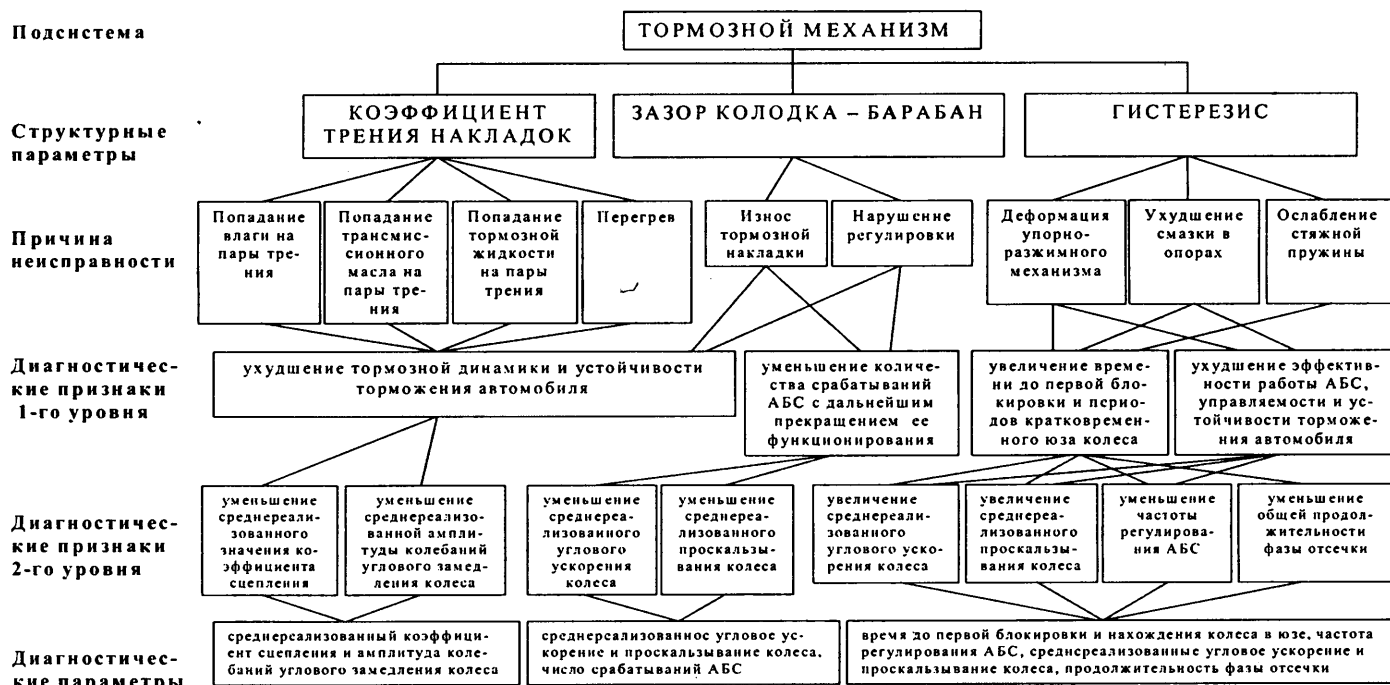 Подсистема
ТОРМОЗНОЙ МЕХАНИЗМ
Структурные
параметры
КОЭФФИЦИЕНТ
ТРЕНИЯ НАКЛАДОК
ЗАЗОР КОЛОДКА – БАРАБАН
ГИСТЕРЕЗИС
Причина
неисправности
Попадание
влаги на
пары тре-
ния
Попадание
трансмис-
сионного
масла на
пары тре-
ния
Попадание
тормозной
жидкости
на пары
трения
Перегрев
Износ
тормозной
накладки
Нарушение
регулировки
Деформация
упорно-
разжимного
механизма
Ухудшение
смазки в
опорах
Ослабление
стяжной
пружины
Диагностичес-
кие признаки
1-го уровня
ухудшение тормозной динамики и устойчивости
торможения автомобиля
уменьшение количе-
ства срабатываний
АБС с дальнейшим
прекращением ее
функционирования
увеличение време-
ни до первой бло-
кировки и перио-
дов кратковремен-
ного юза колеса
ухудшение эффектив-
ности работы АБС,
управляемости и ус-
тойчивости торможе-
ния автомобиля
Диагностичес-
кие признаки
2-го уровня
уменьшение
среднереали-
зованного
значения ко-
эффициента
сцепления
уменьшение
среднереализо-
ванной ампли-
туды колебаний
углового замед-
ления колеса
уменьшение
среднереа-
лизованного
углового
ускорения
колеса
уменьшение
среднереа-
лизованного
проскальзы-
вания колеса
увеличение
среднереали-
зованного
углового уско-
рения колеса
увеличение
среднереа-
лизованного
проскальзы-
вания колеса
уменьшение
частоты
регулирова-
ния АБС
уменьшение
общей продол-
жительности
фазы отсечки
Диагностичес-
кие параметры
среднереализованный коэффици-
ент сцепления и амплитуда коле-
баний углового замедления колеса
среднереализованное угловое ус-
корение и проскальзывание колеса,
число срабатываний АБС
время до первой блокировки и нахождения колеса в юзе, частота
регулирования АБС, среднереализованные угловое ускорение и
проскальзывание колеса, продолжительность фазы отсечки